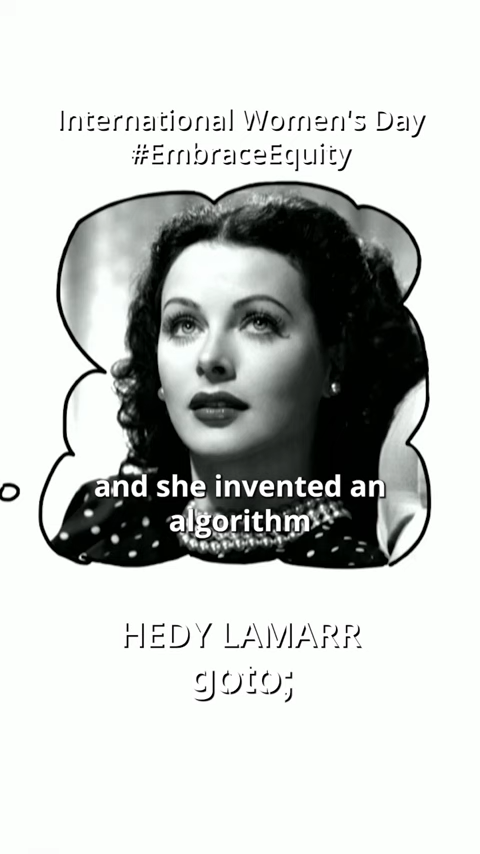 International Women's Day
#EmbraceEquity
and she invented an
algorithm
HEDY LAMARR
goto;